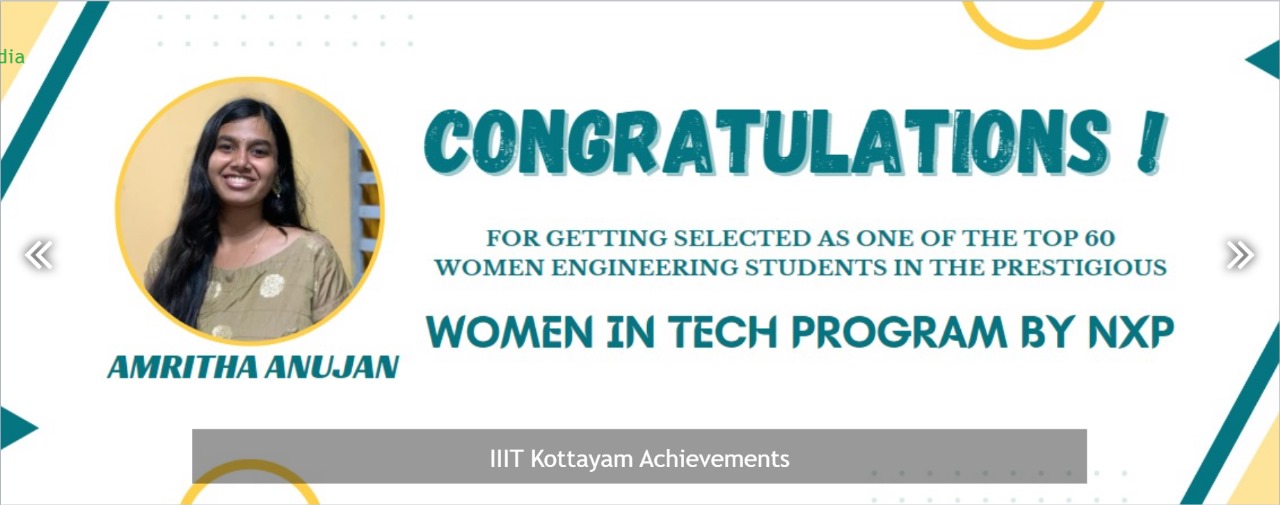 dia
CONGRATULATIONS !
FOR GETTING SELECTED AS ONE OF THE TOP 60
WOMEN ENGINEERING STUDENTS IN THE PRESTIGIOUS
WOMEN IN TECH PROGRAM BY NXP
AMRITHA ANUJAN
IIIT Kottayam Achievements